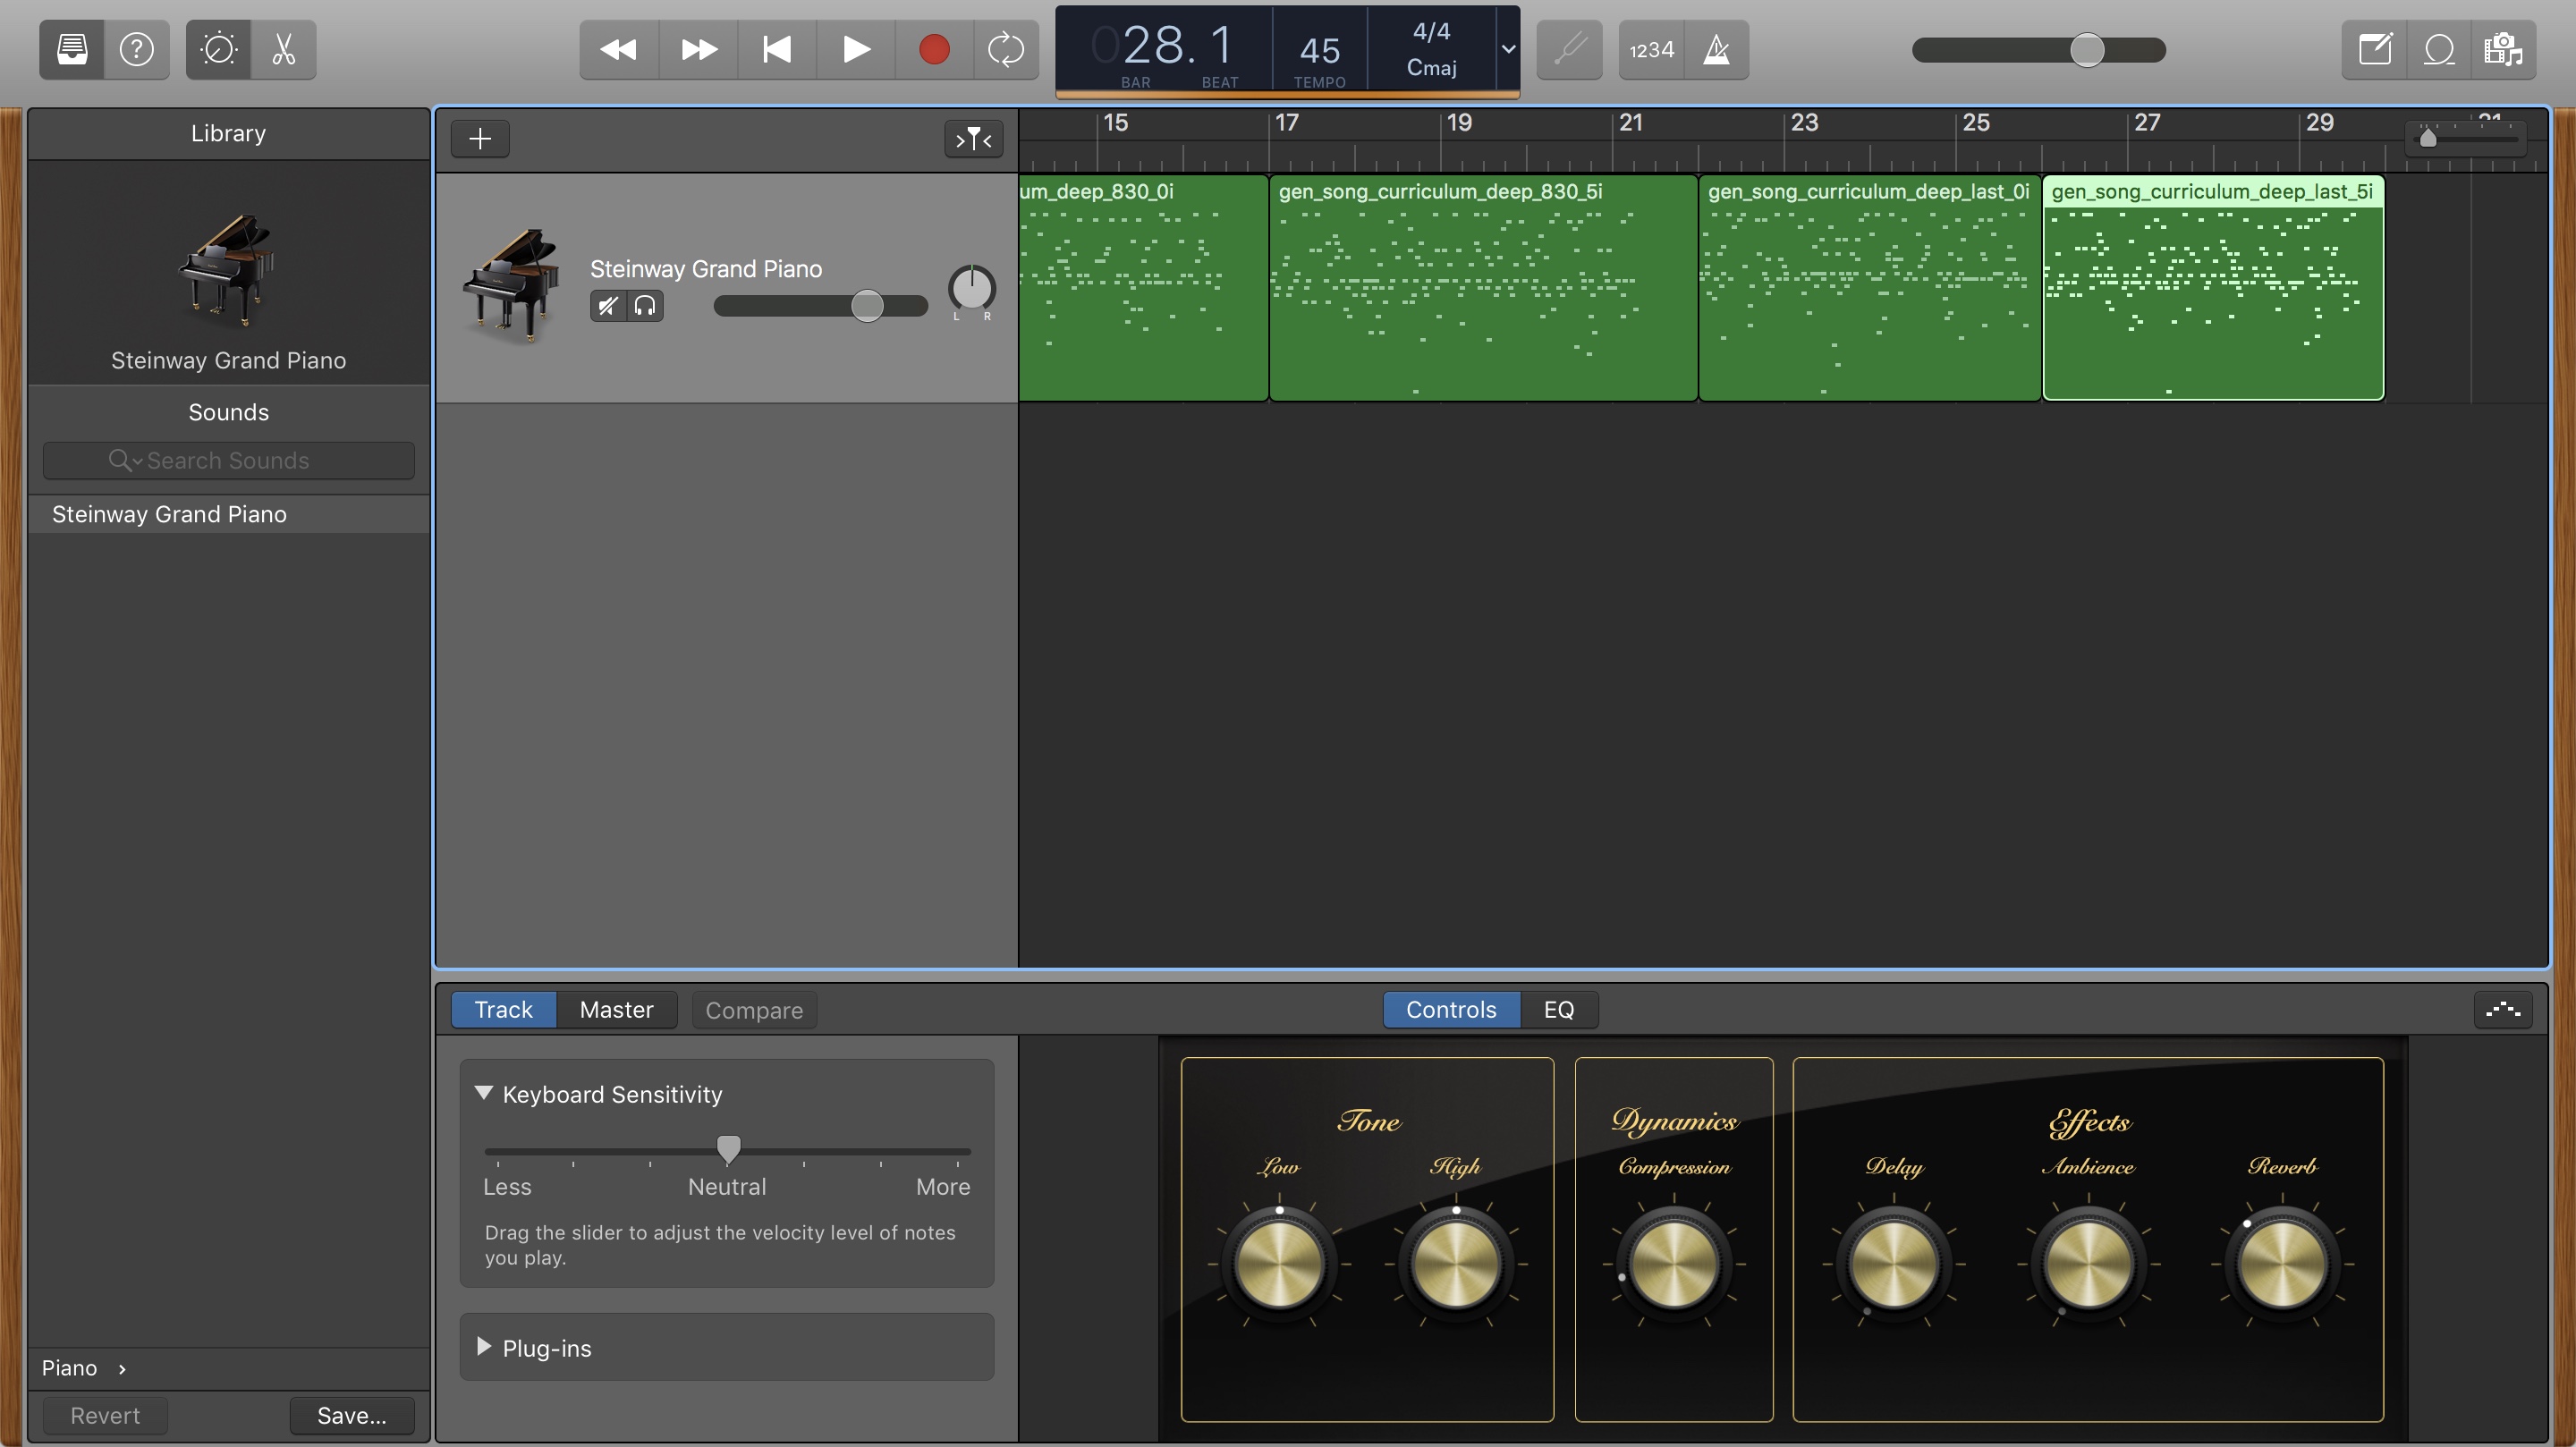 028. 1
BAR BEAT
45
TEMPO
4/4
Cmaj
1234
Library
Steinway Grand Piano
Sounds
Search Sounds
Steinway Grand Piano
Piano
Revert
Save...
15 17 19 21 23 25 27 29 31
Steinway Grand Piano
L R
um_deep_830_0i
gen_song_curriculum_deep_830_5i
gen_song_curriculum_deep_last_0i
gen_song_curriculum_deep_last_5i
Track
Master
Compare
Controls
EQ
Keyboard Sensitivity
Less Neutral More
Drag the slider to adjust the velocity level of notes
you play.
Plug-ins
Tone
Low High
Dynamics
Compression
Effects
Delay Ambience Reverb